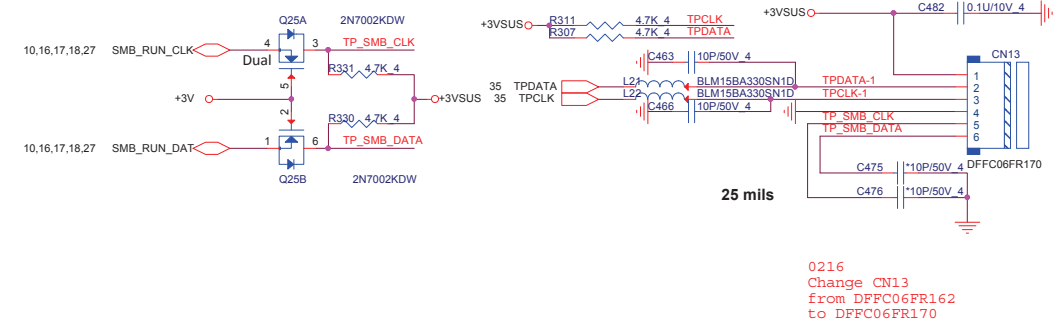 Q25A 2N7002KDW
10,16,17,18,27 SMB_RUN_CLK 4 3 TP_SMB_CLK
Dual
R331 4.7K_4
5
+3V +3VSUS
2
R330 4.7K_4
10,16,17,18,27 SMB_RUN_DAT 1 6 TP_SMB_DATA
Q25B 2N7002KDW
+3VSUS R311 4.7K_4 TPCLK
R307 4.7K_4 TPDATA
C463 10P/50V_4
35 TPDATA L21 BLM15BA330SN1D TPDATA-1
35 TPCLK L22 BLM15BA330SN1D TPCLK-1
C466 10P/50V_4
+3VSUS C482 0.1U/10V_4
CN13
1
2
3
4
TP_SMB_CLK 5
TP_SMB_DATA 6
DFFC06FR170
C475 *10P/50V_4
C476 *10P/50V_4
25 mils
0216
Change CN13
from DFFC06FR162
to DFFC06FR170